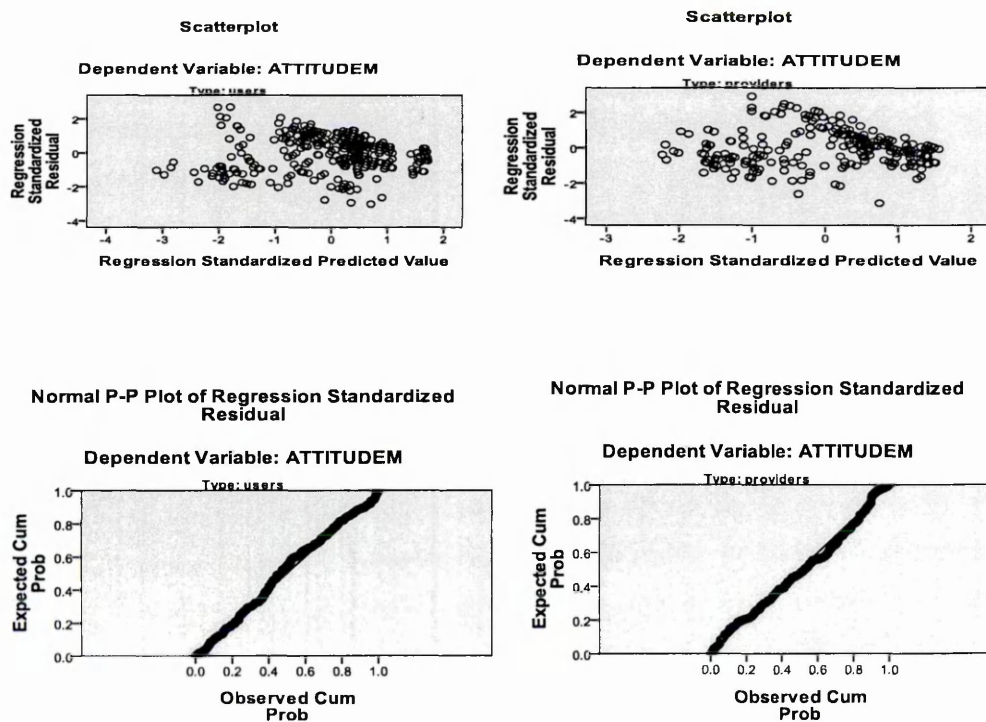 Scatterplot
Dependent Variable: ATTITUDEM
Type: users
Regression
Standardized
Residual
2
0
-2
-4
-4
-3
-2
-1
0
1
2
Regression Standardized Predicted Value
Scatterplot
Dependent Variable: ATTITUDEM
Type: providers
Regression
Standardized
Residual
2
0
-2
-4
-3
-2
-1
0
1
2
Regression Standardized Predicted Value
Normal P-P Plot of Regression Standardized
Residual
Dependent Variable: ATTITUDEM
Type: users
Expected Cum
Prob
1.0
0.8
0.6
0.4
0.2
0.0
0.0 0.2 0.4 0.6 0.8 1.0
Observed Cum
Prob
Normal P-P Plot of Regression Standardized
Residual
Dependent Variable: ATTITUDEM
Type: providers
Expected Cum
Prob
1.0
0.8
0.6
0.4
0.2
0.0
0.0 0.2 0.4 0.6 0.8 1.0
Observed Cum
Prob